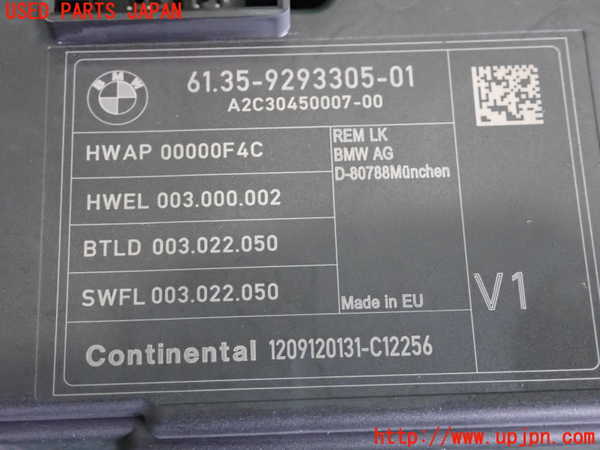 USED PARTS JAPAN
BMW
61.35-9293305-01
A2C30450007-00
HWAP 00000F4C
HWEL 003.000.002
BTLD 003.022.050
SWFL 003.022.050
REM LK
BMW AG
D-80788München
Made in EU
V1
Continental 1209120131-C12256
http://www.upjpn.com/